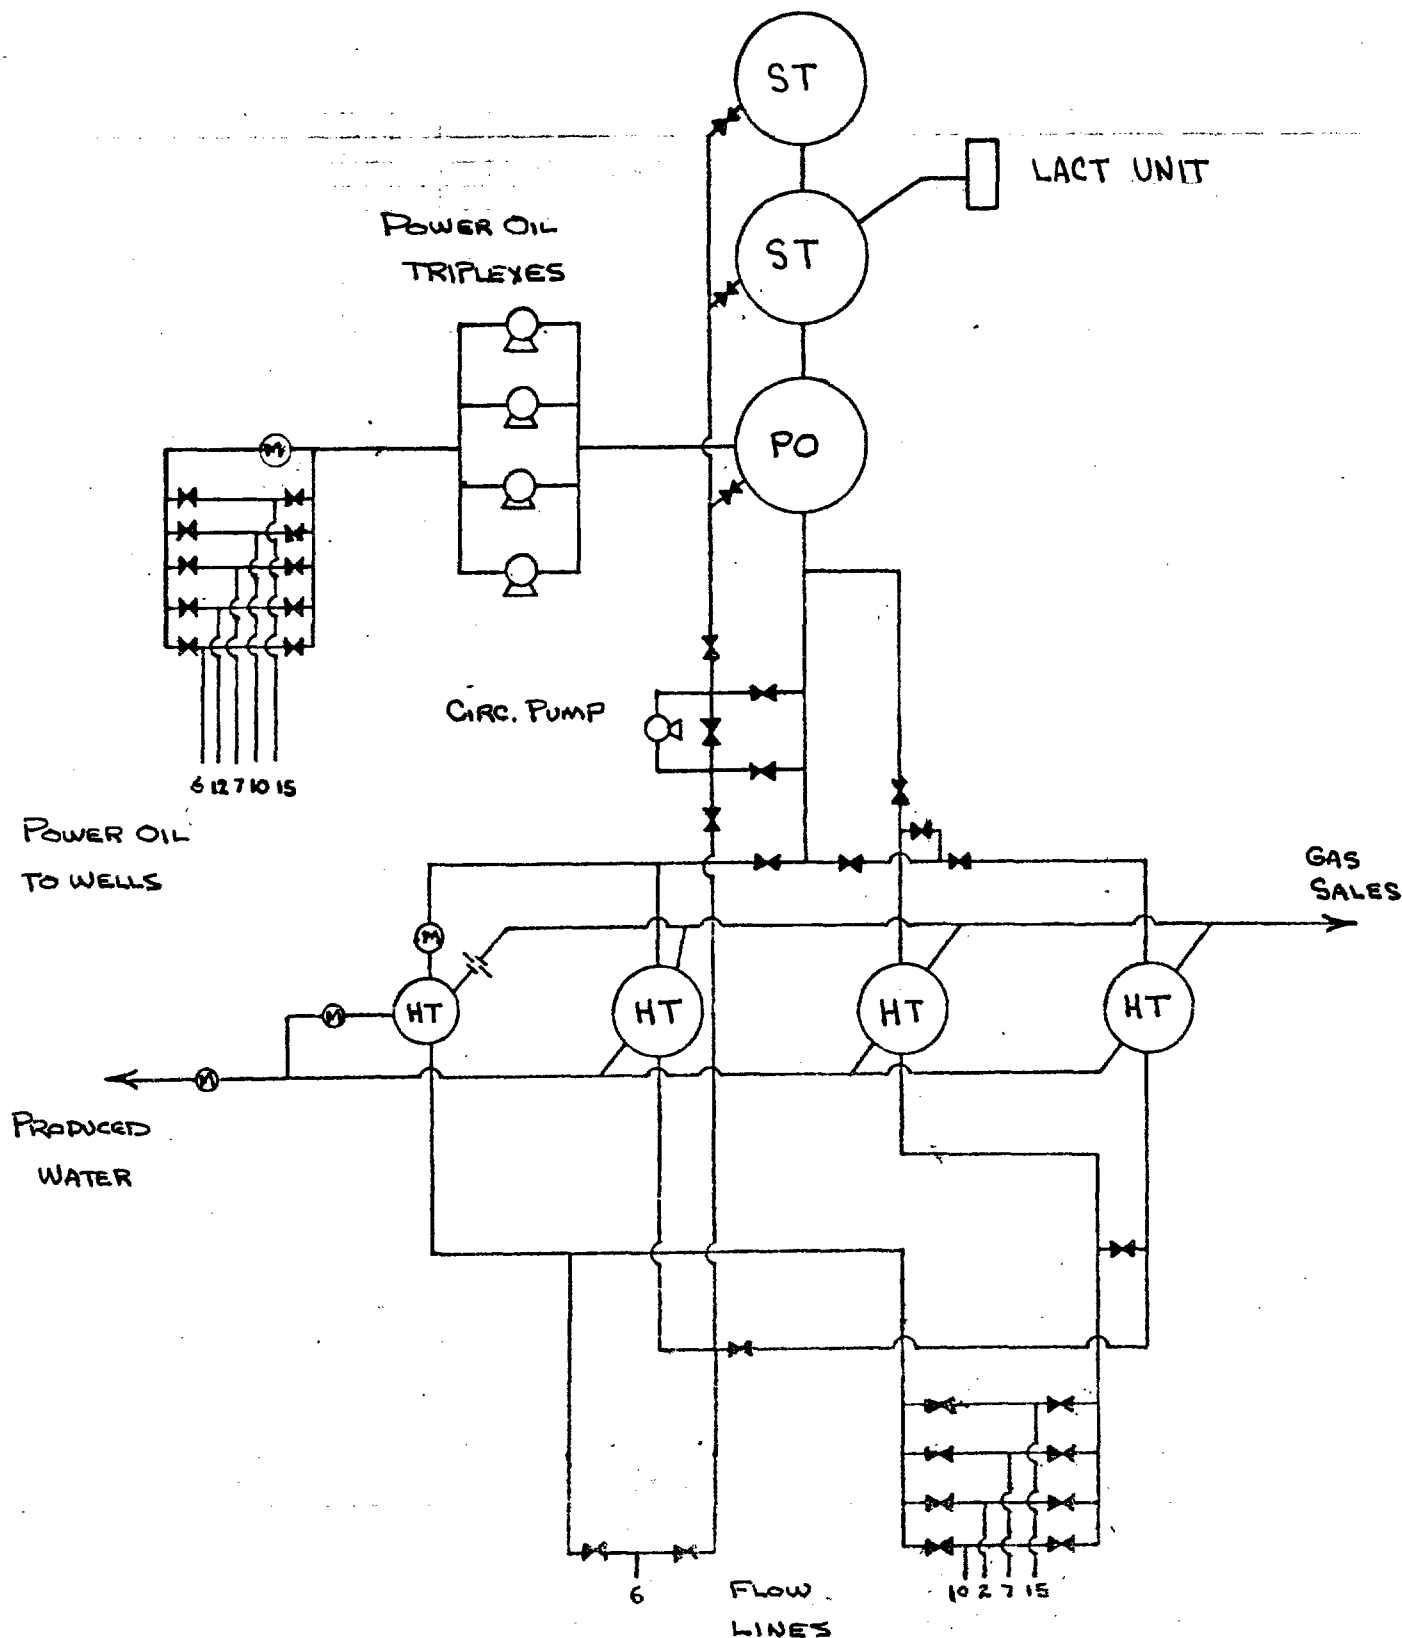 ST
LACT UNIT
ST
POWER OIL
TRIPLEXES
PO
M
CIRC. PUMP
6 12 7 10 15
POWER OIL
TO WELLS
GAS
SALES
M
HT
HT
HT
HT
M
M
PRODUCED
WATER
6
FLOW
LINES
10 2 7 15